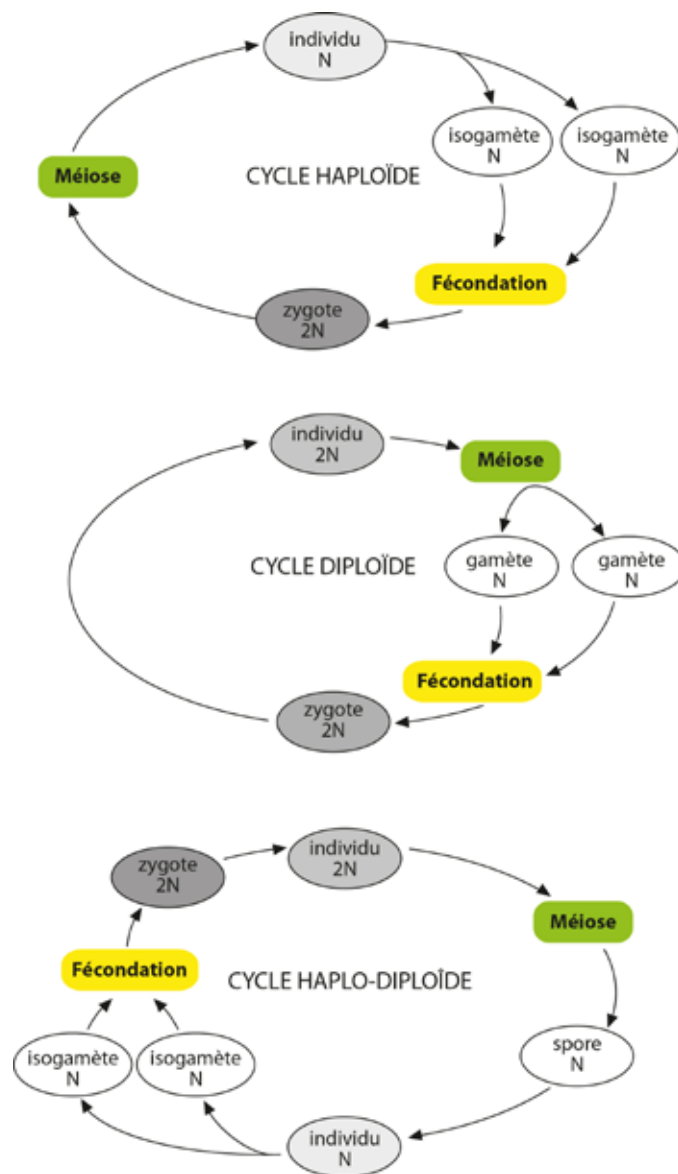 individu
N
isogamète
N
isogamète
N
Méiose
CYCLE HAPLOÏDE
Fécondation
zygote
2N
individu
2N
Méiose
CYCLE DIPLOÏDE
gamète
N
gamète
N
Fécondation
zygote
2N
zygote
2N
individu
2N
Méiose
Fécondation
CYCLE HAPLO-DIPLOÏDE
isogamète
N
isogamète
N
spore
N
individu
N